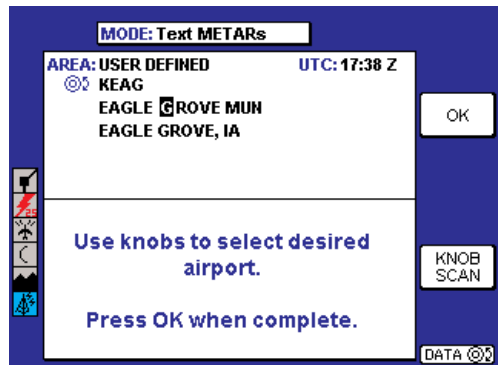 MODE: Text METARs
AREA: USER DEFINED UTC: 17:38 Z
KEAG
EAGLE GROVE MUN
EAGLE GROVE, IA
OK
25
Use knobs to select desired
airport.
KNOB
SCAN
Press OK when complete.
DATA